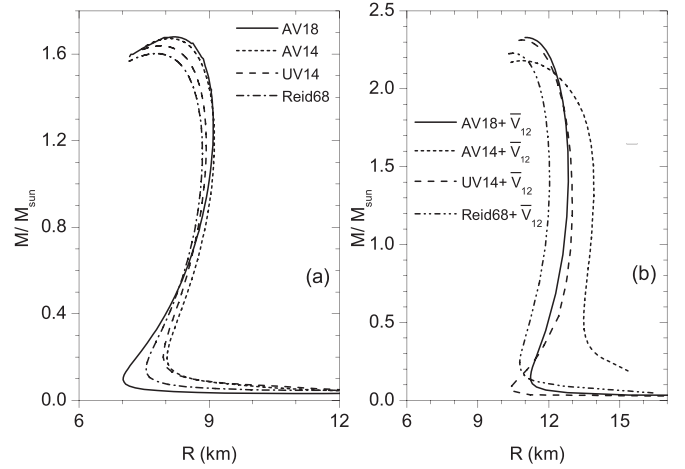 1.6
1.2
0.8
0.4
0.0
M/ M_sun
6
9
12
R (km)
AV18
AV14
UV14
Reid68
(a)
2.5
2.0
1.5
1.0
0.5
0.0
M/ M_sun
6
9
12
15
R (km)
AV18+ V̅_12
AV14+ V̅_12
UV14+ V̅_12
Reid68+ V̅_12
(b)